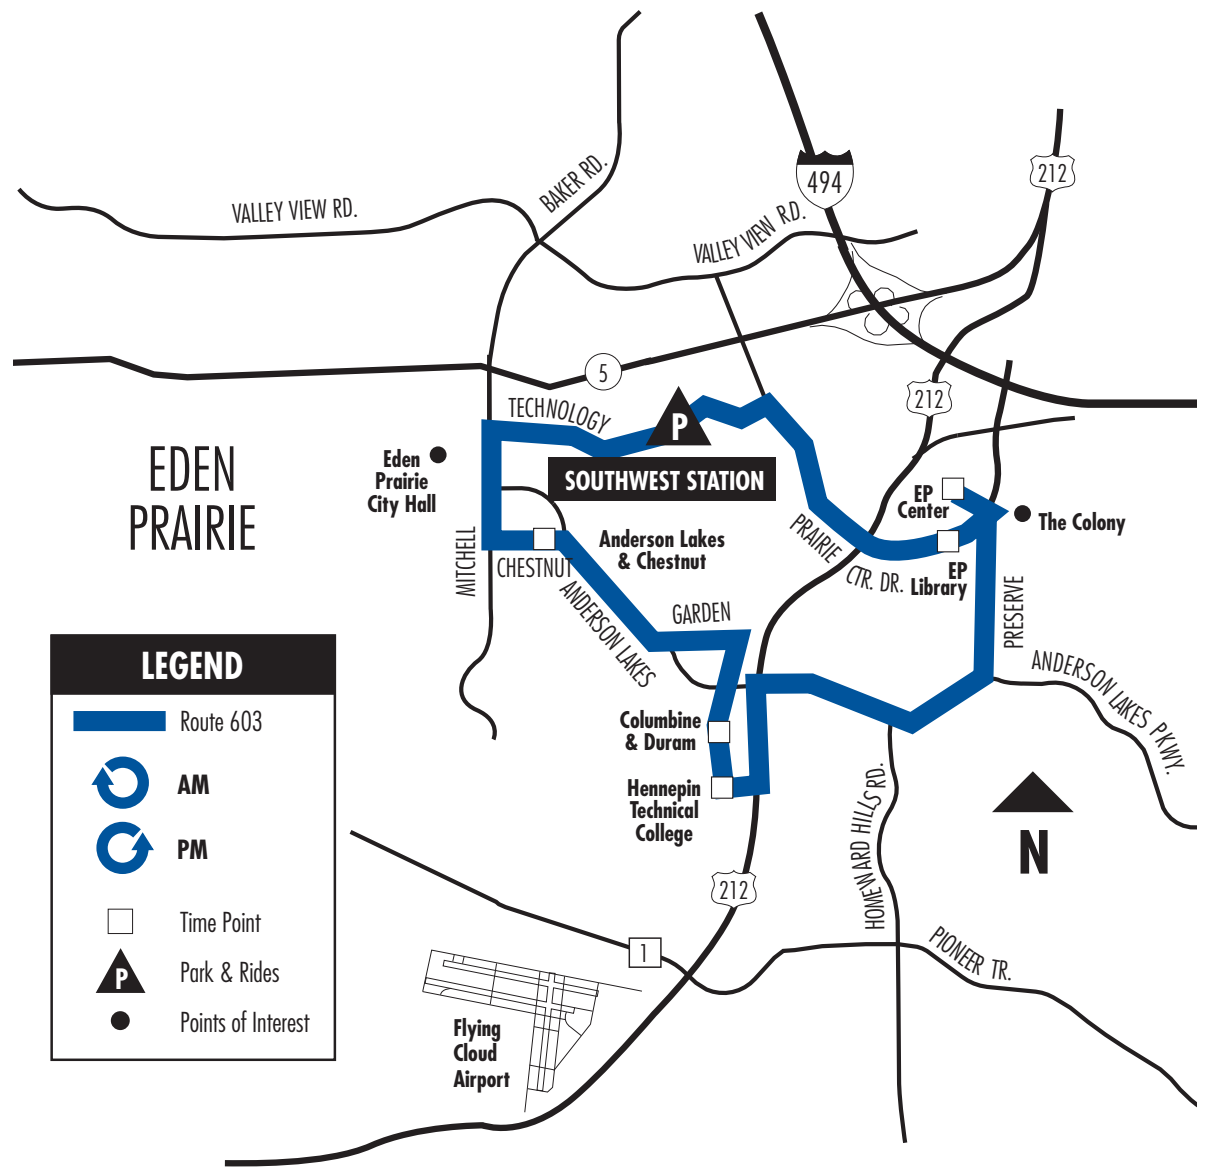 BAKER RD.
VALLEY VIEW RD.
VALLEY VIEW RD.
494
212
5
212
TECHNOLOGY
P
SOUTHWEST STATION
EDEN
PRAIRIE
Eden
Prairie
City Hall
EP
Center
The Colony
PRAIRIE
CTR. DR.
EP
Library
MITCHELL
CHESTNUT
Anderson Lakes
& Chestnut
ANDERSON LAKES
GARDEN
PRESERVE
ANDERSON LAKES PKWY.
Columbine
& Duram
Hennepin
Technical
College
HOMEWARD HILLS RD.
N
212
1
PIONEER TR.
Flying
Cloud
Airport
LEGEND
Route 603
AM
PM
Time Point
P
Park & Rides
Points of Interest